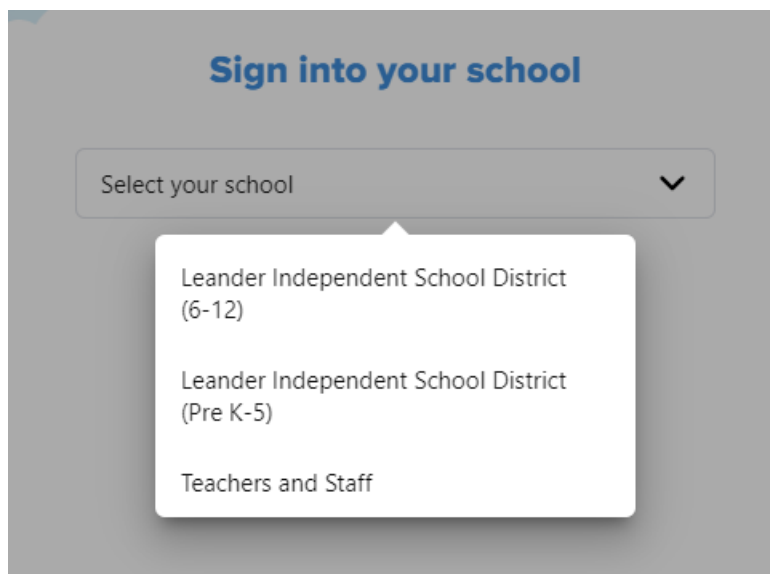 Sign into your school
Select your school
Leander Independent School District
(6-12)
Leander Independent School District
(Pre K-5)
Teachers and Staff